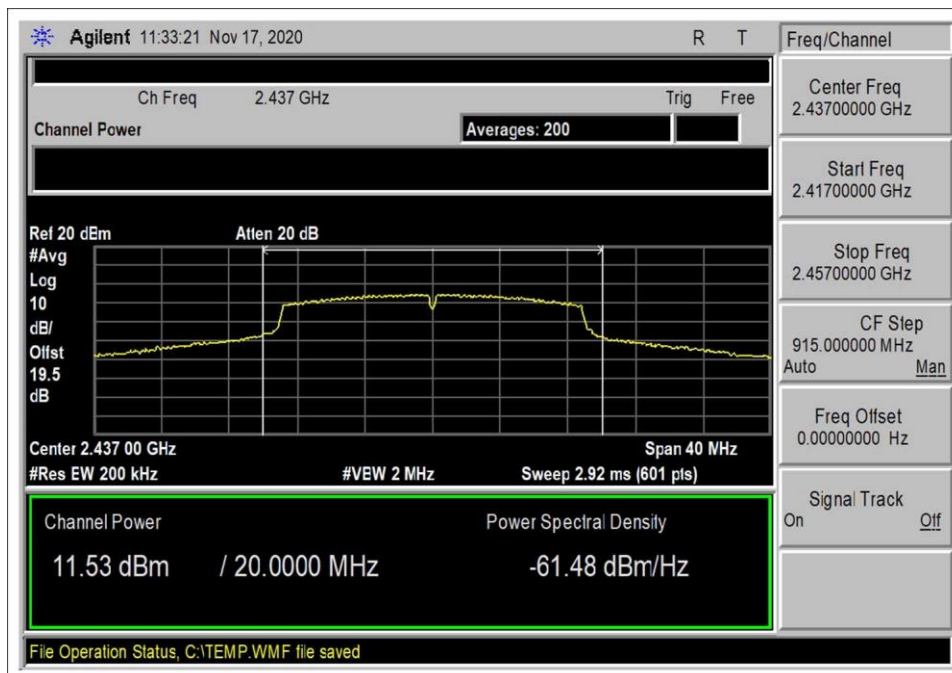 Agilent 11:33:21 Nov 17, 2020 R T
Freq/Channel
Ch Freq 2.437 GHz Trig Free
Channel Power Averages: 200
Center Freq
2.43700000 GHz
Start Freq
2.41700000 GHz
Stop Freq
2.45700000 GHz
CF Step
915.000000 MHz
Auto Man
Freq Offset
0.00000000 Hz
Signal Track
On Off
Ref 20 dBm Atten 20 dB
#Avg
Log
10
dB/
Offst
19.5
dB
Center 2.437 00 GHz Span 40 MHz
#Res BW 200 kHz #VBW 2 MHz Sweep 2.92 ms (601 pts)
Channel Power Power Spectral Density
11.53 dBm / 20.0000 MHz -61.48 dBm/Hz
File Operation Status, C:\TEMP.WMF file saved